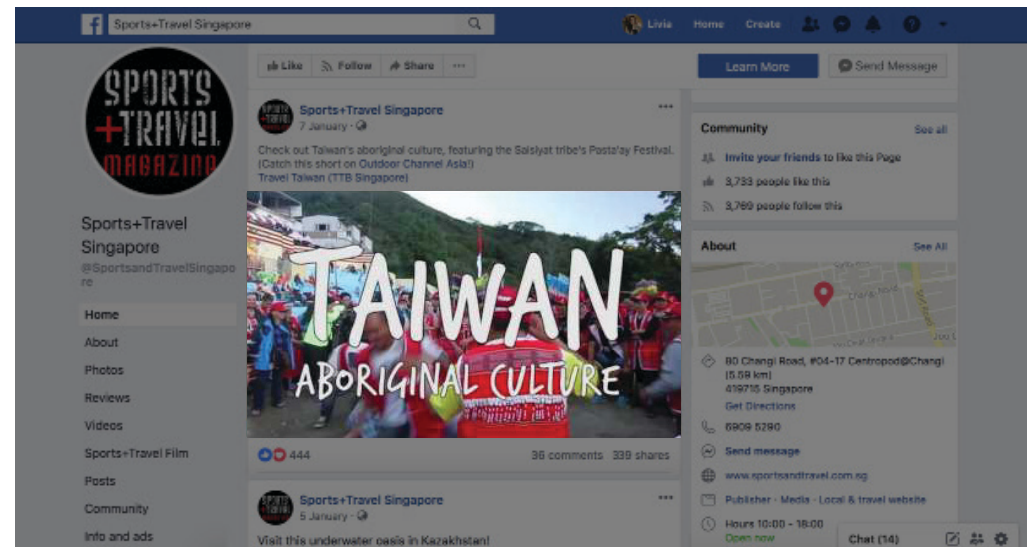 Sports+Travel Singapore
Livia
Home
Create
SPORTS
+TRAVEL
MAGAZINE
Sports+Travel
Singapore
@SportsandTravelSingapo
re
Home
About
Photos
Reviews
Videos
Sports+Travel Film
Posts
Community
Info and ads
Like
Follow
Share
Learn More
Send Message
Sports+Travel Singapore
7 January
Check out Taiwan's aboriginal culture, featuring the Saisiyat tribe's Pasta'ay Festival.
(Catch this short on Outdoor Channel Asia!)
Travel Taiwan (TTB Singapore)
TAIWAN
ABORIGINAL CULTURE
444
36 comments 339 shares
Sports+Travel Singapore
5 January
Visit this underwater oasis in Kazakhstan!
Community
See all
Invite your friends to like this Page
3,733 people like this
3,769 people follow this
About
See All
Changi Road
80 Changi Road, #04-17 Centropod@Changi
(5.59 km)
419715 Singapore
Get Directions
6909 5290
Send message
www.sportsandtravel.com.sg
Publisher · Media · Local & travel website
Hours 10:00 - 18:00
Open now
Chat (14)